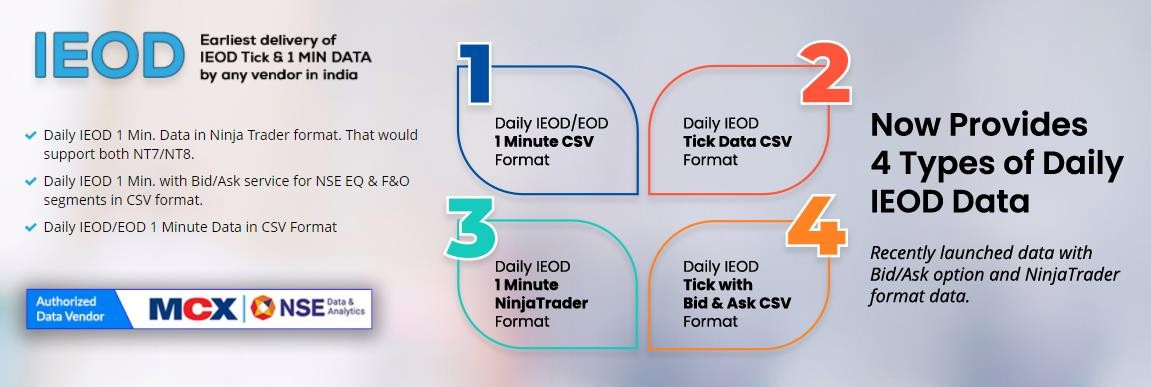 IEOD
Earliest delivery of
IEOD Tick & 1 MIN DATA
by any vendor in india
Daily IEOD 1 Min. Data in Ninja Trader format. That would
support both NT7/NT8.
Daily IEOD 1 Min. with Bid/Ask service for NSE EQ & F&O
segments in CSV format.
Daily IEOD/EOD 1 Minute Data in CSV Format
Authorized
Data Vendor
MCX
NSE
Data &
Analytics
1
Daily IEOD/EOD
1 Minute CSV
Format
2
Daily IEOD
Tick Data CSV
Format
3
Daily IEOD
1 Minute
NinjaTrader
Format
4
Daily IEOD
Tick with
Bid & Ask CSV
Format
Now Provides
4 Types of Daily
IEOD Data
Recently launched data with
Bid/Ask option and NinjaTrader
format data.